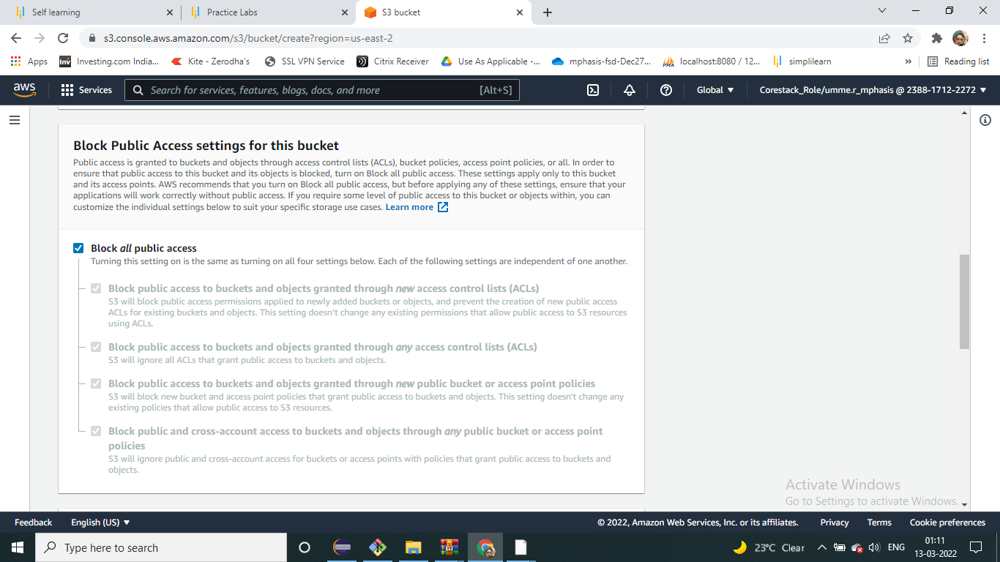 Self learning
Practice Labs
S3 bucket
s3.console.aws.amazon.com/s3/bucket/create?region=us-east-2
Apps
inv Investing.com India...
Kite - Zerodha's
SSL VPN Service
Citrix Receiver
Use As Applicable -...
mphasis-fsd-Dec27...
localhost:8080 / 12...
simplilearn
»
Reading list
aws
Services
Search for services, features, blogs, docs, and more [Alt+S]
Global
Corestack_Role/umme.r_mphasis @ 2388-1712-2272
Block Public Access settings for this bucket
Public access is granted to buckets and objects through access control lists (ACLs), bucket policies, access point policies, or all. In order to
ensure that public access to this bucket and its objects is blocked, turn on Block all public access. These settings apply only to this bucket
and its access points. AWS recommends that you turn on Block all public access, but before applying any of these settings, ensure that your
applications will work correctly without public access. If you require some level of public access to this bucket or objects within, you can
customize the individual settings below to suit your specific storage use cases. Learn more
Block all public access
Turning this setting on is the same as turning on all four settings below. Each of the following settings are independent of one another.
Block public access to buckets and objects granted through new access control lists (ACLs)
S3 will block public access permissions applied to newly added buckets or objects, and prevent the creation of new public access
ACLs for existing buckets and objects. This setting doesn't change any existing permissions that allow public access to S3 resources
using ACLs.
Block public access to buckets and objects granted through any access control lists (ACLs)
S3 will ignore all ACLs that grant public access to buckets and objects.
Block public access to buckets and objects granted through new public bucket or access point policies
S3 will block new bucket and access point policies that grant public access to buckets and objects. This setting doesn't change any
existing policies that allow public access to S3 resources.
Block public and cross-account access to buckets and objects through any public bucket or access point
policies
S3 will ignore public and cross-account access for buckets or access points with policies that grant public access to buckets and
objects.
Activate Windows
Go to Settings to activate Windows.
Feedback
English (US)
© 2022, Amazon Web Services, Inc. or its affiliates.
Privacy
Terms
Cookie preferences
Type here to search
23°C Clear
ENG
01:11
13-03-2022